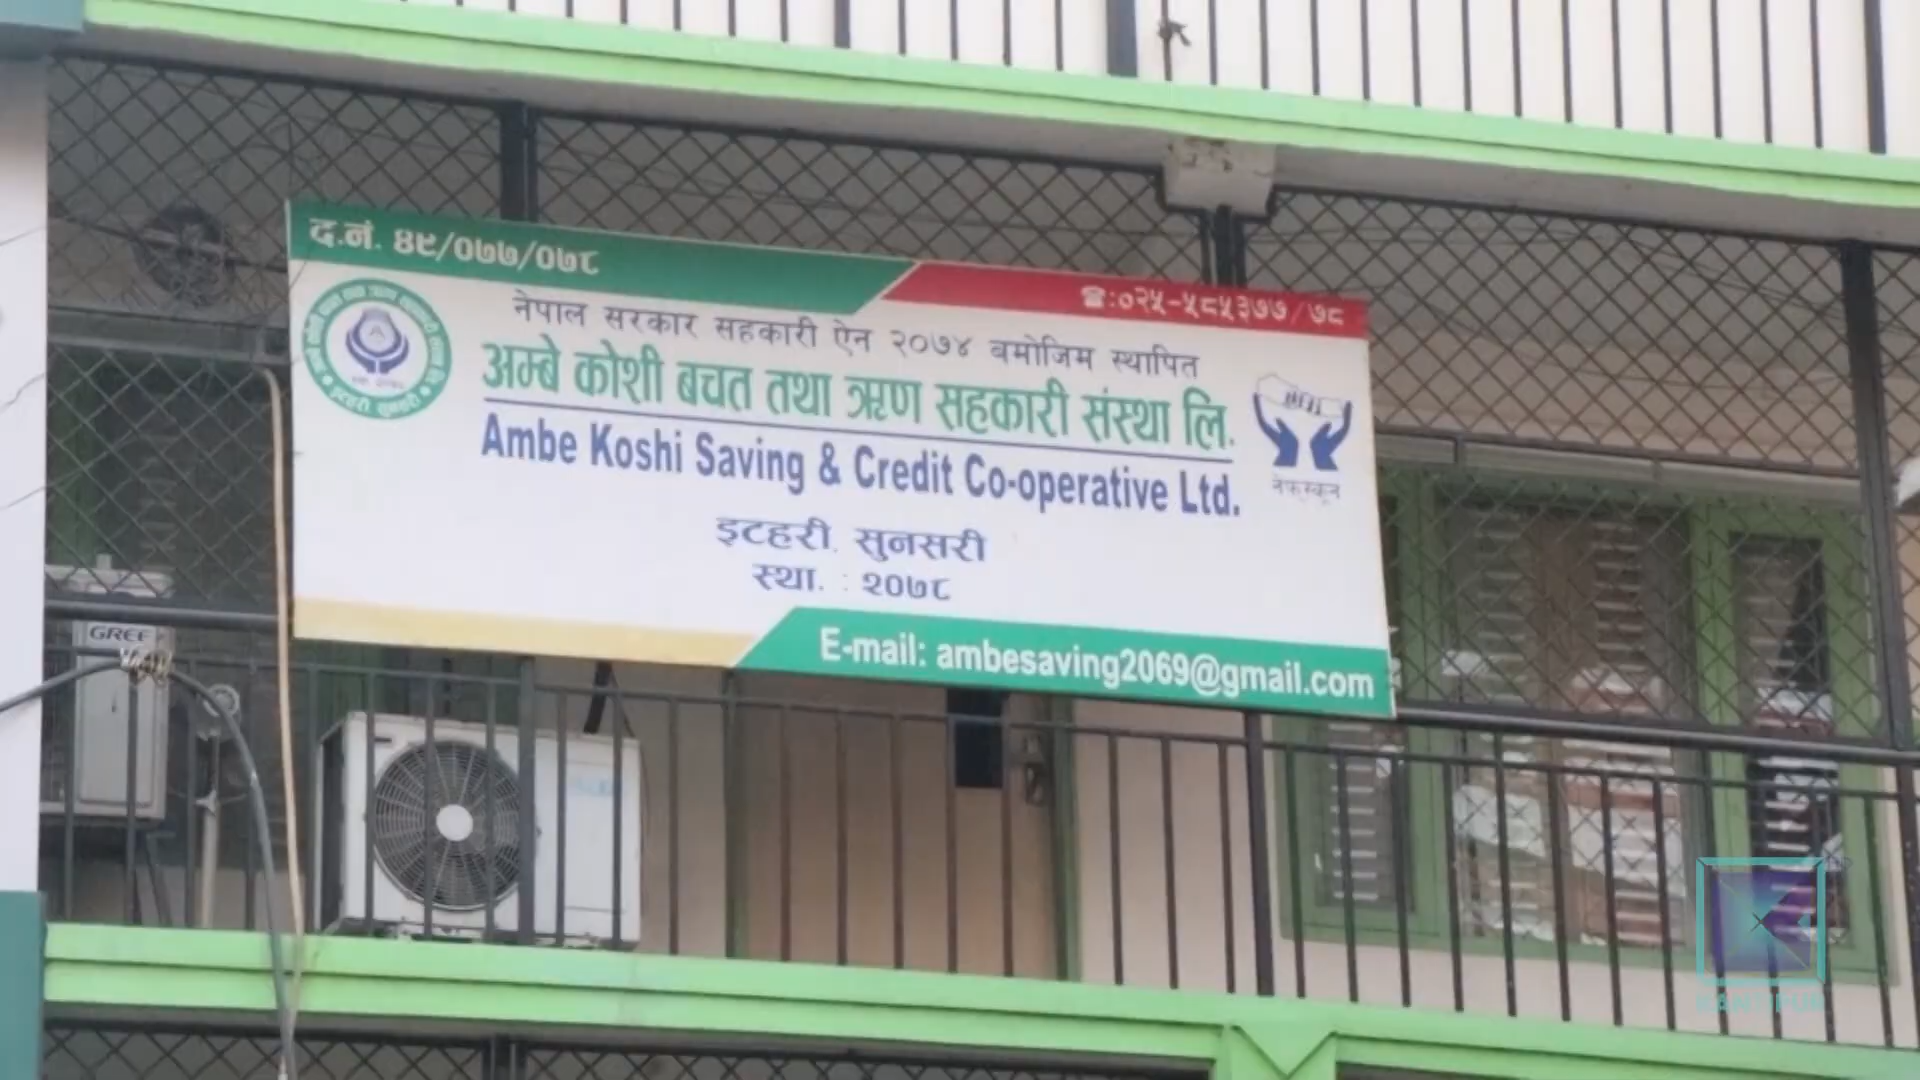 द.नं. ४९/०७७/०७८
☎:०२५-५८५३७७/७८
नेपाल सरकार सहकारी ऐन २०७४ बमोजिम स्थापित
अम्बे कोशी बचत तथा ऋण सहकारी संस्था लि.
Ambe Koshi Saving & Credit Co-operative Ltd.
नेफ्स्कून
इटहरी, सुनसरी
स्था. : २०७८
E-mail: ambesaving2069@gmail.com
GREE
KANTIPUR